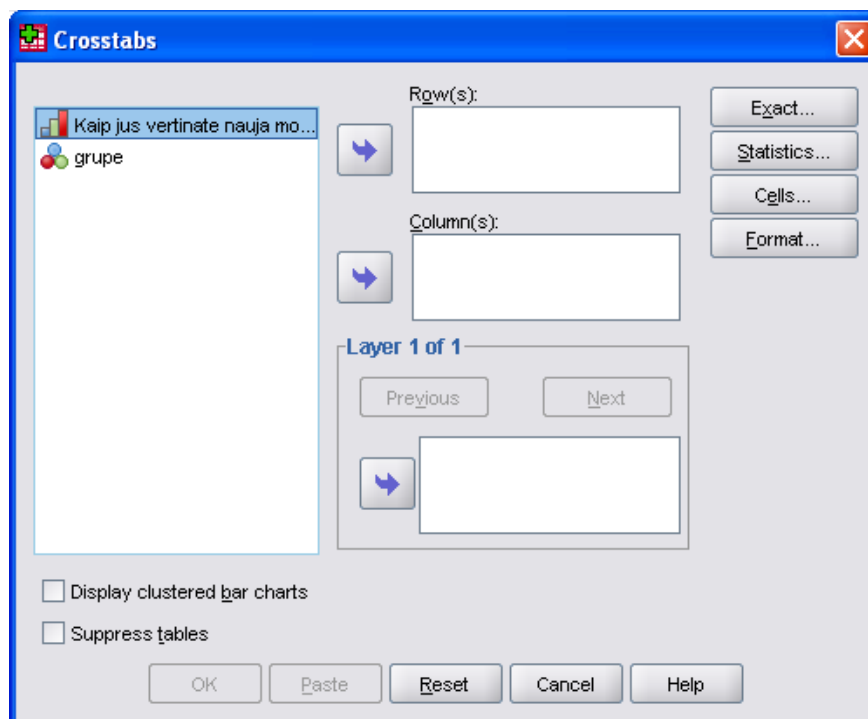 Crosstabs
Kaip jus vertinate nauja mo...
grupe
Row(s):
Column(s):
Layer 1 of 1
Previous
Next
Exact...
Statistics...
Cells...
Format...
Display clustered bar charts
Suppress tables
OK
Paste
Reset
Cancel
Help